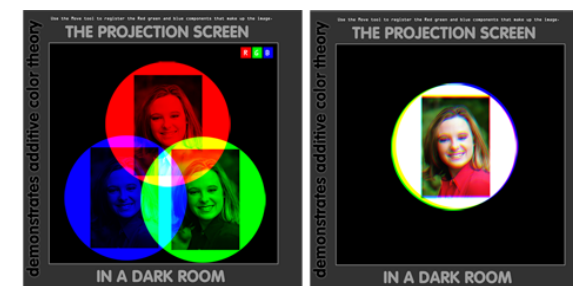 Use the Move tool to register the Red green and blue components that make up the image.
THE PROJECTION SCREEN
demonstrates additive color theory
R G B
IN A DARK ROOM
Use the Move tool to register the Red green and blue components that make up the image.
THE PROJECTION SCREEN
demonstrates additive color theory
IN A DARK ROOM